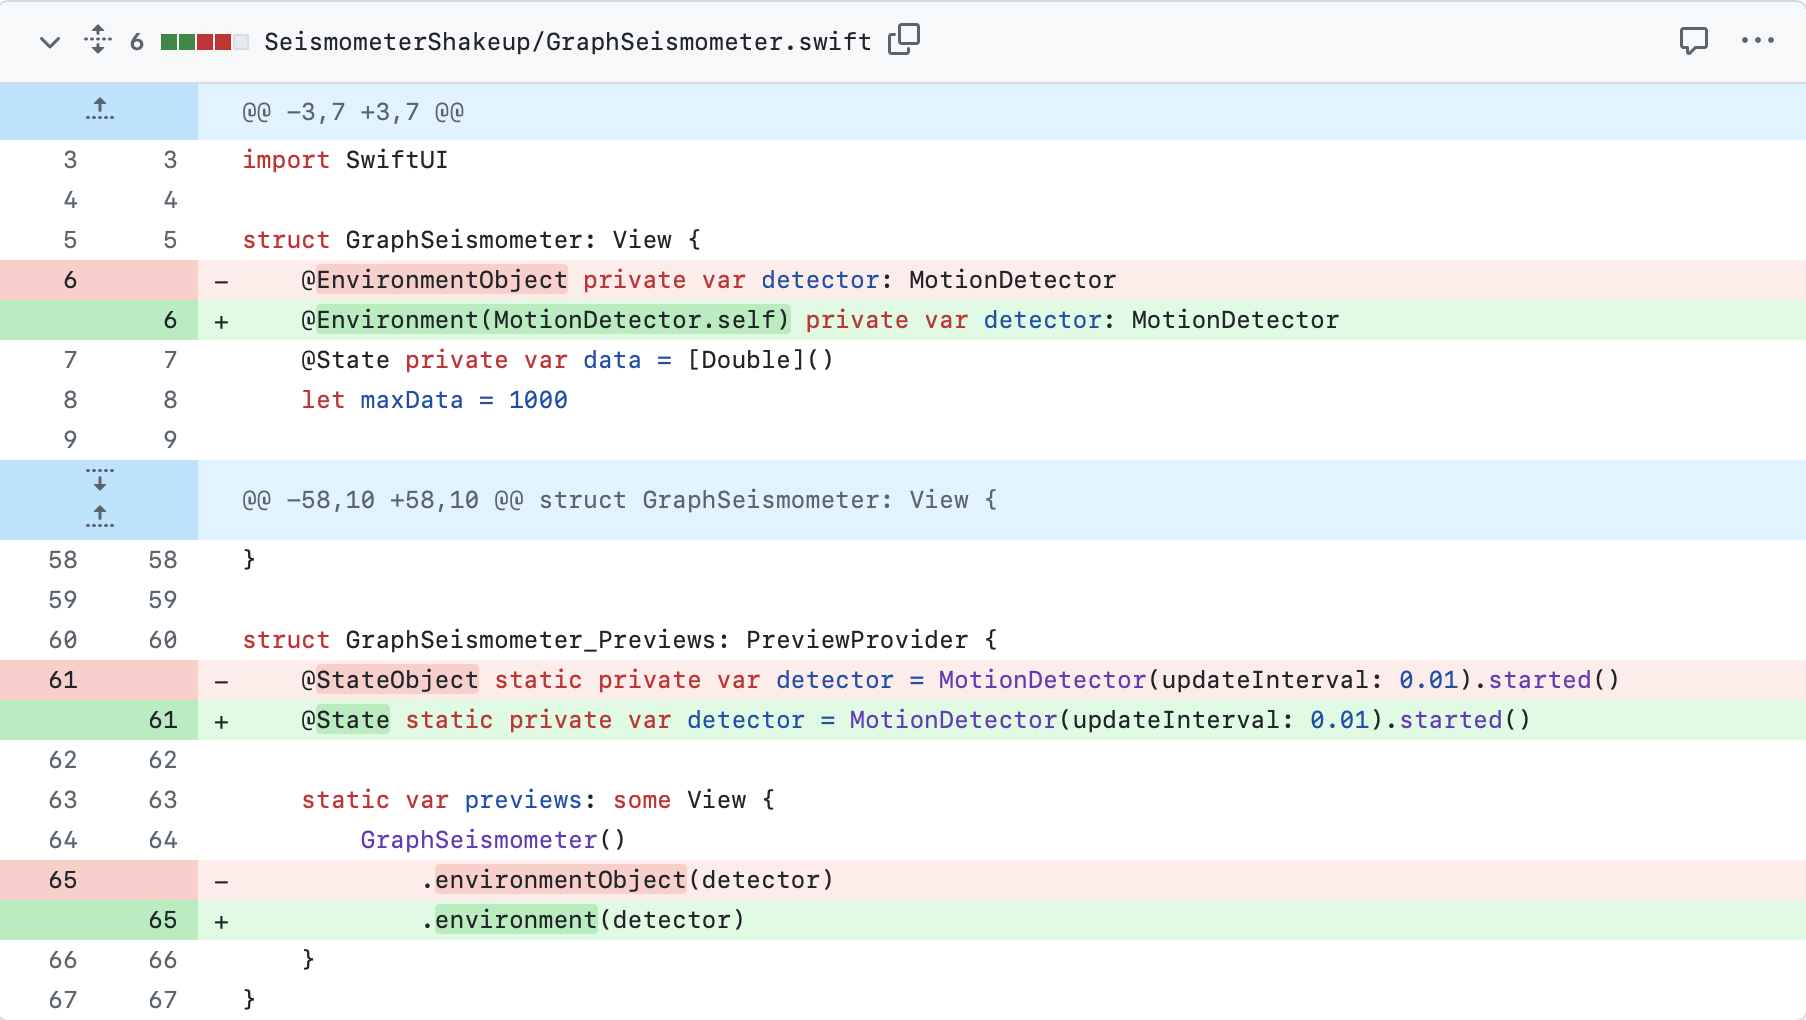 6 SeismometerShakeup/GraphSeismometer.swift
@@ -3,7 +3,7 @@
3 3 import SwiftUI
4 4
5 5 struct GraphSeismometer: View {
6 - @EnvironmentObject private var detector: MotionDetector
6 + @Environment(MotionDetector.self) private var detector: MotionDetector
7 7 @State private var data = [Double]()
8 8 let maxData = 1000
9 9
@@ -58,10 +58,10 @@ struct GraphSeismometer: View {
58 58 }
59 59
60 60 struct GraphSeismometer_Previews: PreviewProvider {
61 - @StateObject static private var detector = MotionDetector(updateInterval: 0.01).started()
61 + @State static private var detector = MotionDetector(updateInterval: 0.01).started()
62 62
63 63 static var previews: some View {
64 64 GraphSeismometer()
65 - .environmentObject(detector)
65 + .environment(detector)
66 66 }
67 67 }